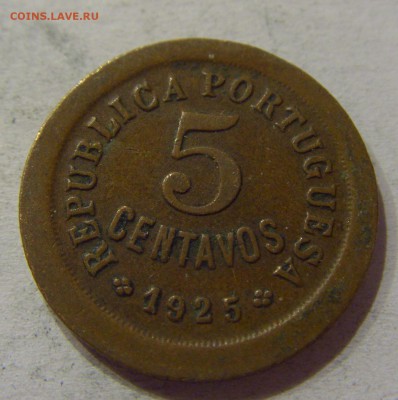 COINS.LAVE.RU
REPUBLICA PORTUGUESA
5
CENTAVOS
1925